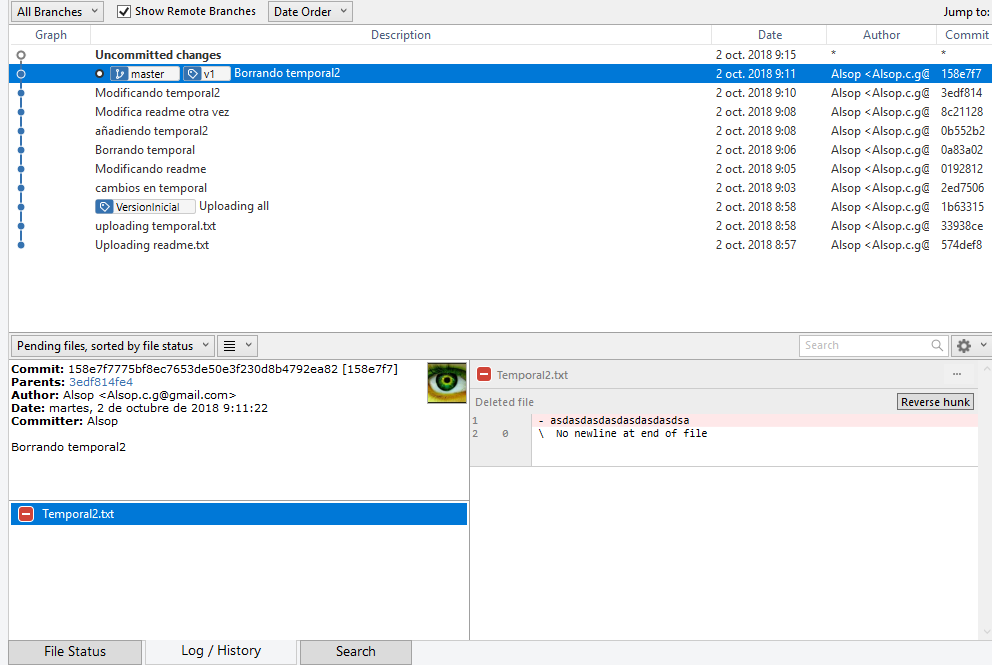 All Branches Show Remote Branches Date Order Jump to:
Graph Description Date Author Commit
Uncommitted changes 2 oct. 2018 9:15 * *
master v1 Borrando temporal2 2 oct. 2018 9:11 Alsop <Alsop.c.g@ 158e7f7
Modificando temporal2 2 oct. 2018 9:10 Alsop <Alsop.c.g@ 3edf814
Modifica readme otra vez 2 oct. 2018 9:08 Alsop <Alsop.c.g@ 8c21128
añadiendo temporal2 2 oct. 2018 9:08 Alsop <Alsop.c.g@ 0b552b2
Borrando temporal 2 oct. 2018 9:06 Alsop <Alsop.c.g@ 0a83a02
Modificando readme 2 oct. 2018 9:05 Alsop <Alsop.c.g@ 0192812
cambios en temporal 2 oct. 2018 9:03 Alsop <Alsop.c.g@ 2ed7506
VersionInicial Uploading all 2 oct. 2018 8:58 Alsop <Alsop.c.g@ 1b63315
uploading temporal.txt 2 oct. 2018 8:58 Alsop <Alsop.c.g@ 33938ce
Uploading readme.txt 2 oct. 2018 8:57 Alsop <Alsop.c.g@ 574def8
Pending files, sorted by file status Search
Commit: 158e7f7775bf8ec7653de50e3f230d8b4792ea82 [158e7f7]
Parents: 3edf814fe4
Author: Alsop <Alsop.c.g@gmail.com>
Date: martes, 2 de octubre de 2018 9:11:22
Committer: Alsop
Borrando temporal2
Temporal2.txt
Temporal2.txt ...
Deleted file Reverse hunk
1 - asdasdasdasdasdasdasdsa
2 0 \ No newline at end of file
File Status Log / History Search